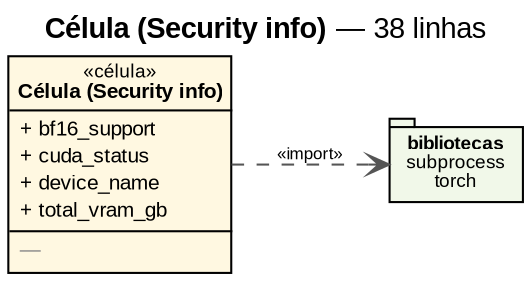 Célula (Security info) — 38 linhas
«célula»
Célula (Security info)
+ bf16_support
+ cuda_status
+ device_name
+ total_vram_gb
—
«import»
bibliotecas
subprocess
torch